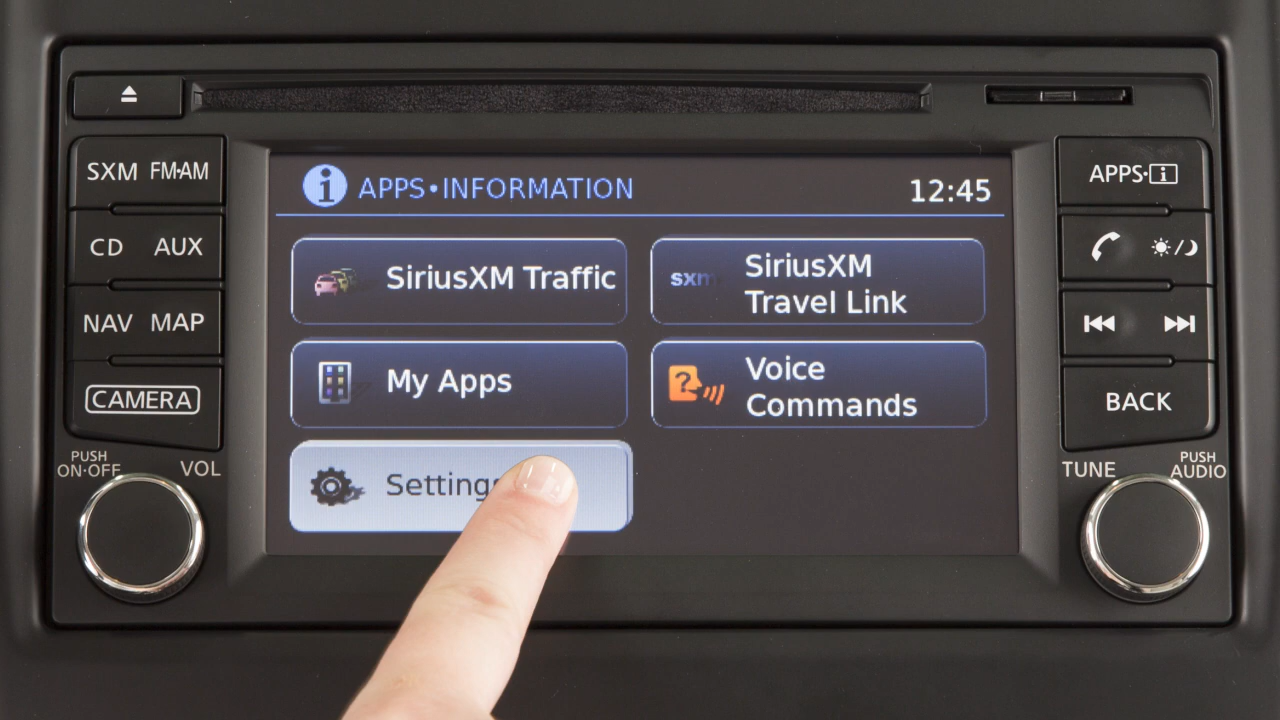 SXM FM·AM
APPS·i
i APPS•INFORMATION 12:45
CD AUX
SiriusXM Traffic
sxm SiriusXM
Travel Link
NAV MAP
My Apps
? Voice
Commands
CAMERA
BACK
PUSH
ON·OFF VOL
Settings
TUNE PUSH
AUDIO